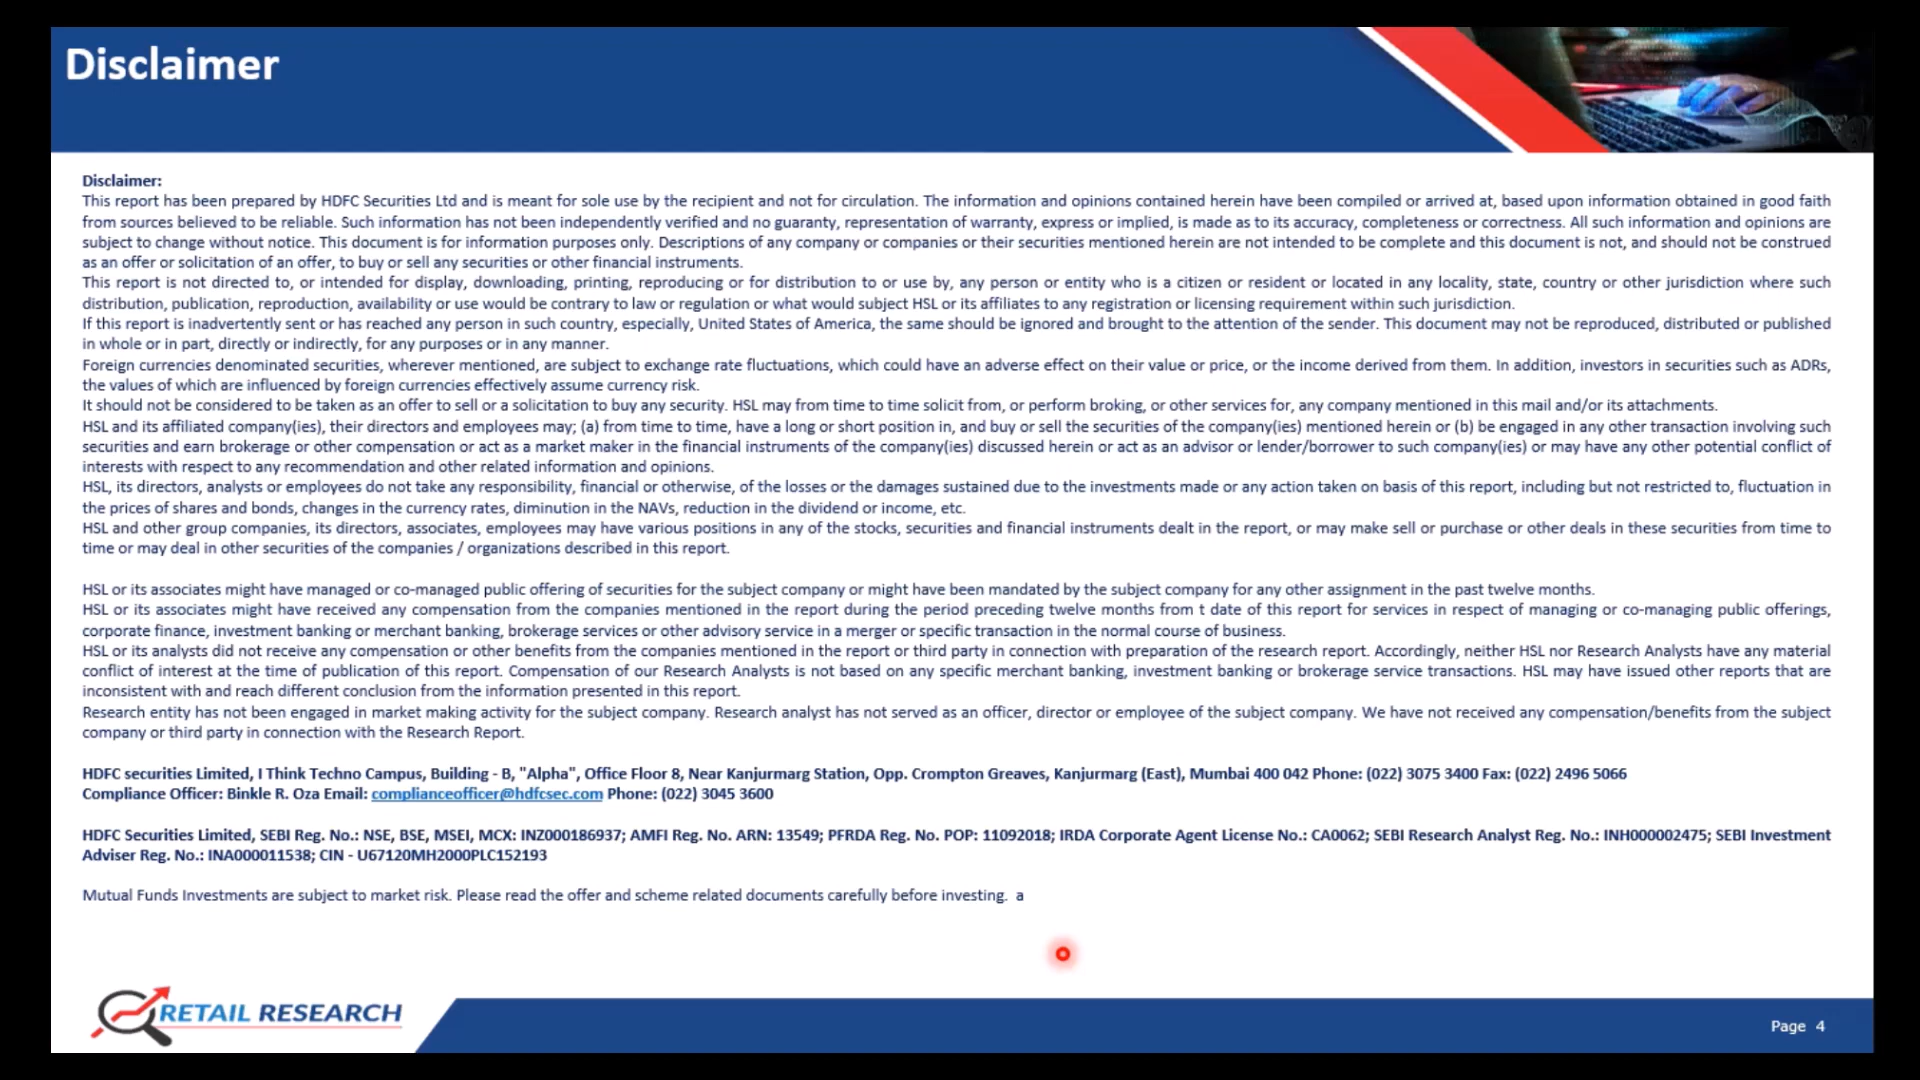 Disclaimer
Disclaimer:
This report has been prepared by HDFC Securities Ltd and is meant for sole use by the recipient and not for circulation. The information and opinions contained herein have been compiled or arrived at, based upon information obtained in good faith
from sources believed to be reliable. Such information has not been independently verified and no guaranty, representation of warranty, express or implied, is made as to its accuracy, completeness or correctness. All such information and opinions are
subject to change without notice. This document is for information purposes only. Descriptions of any company or companies or their securities mentioned herein are not intended to be complete and this document is not, and should not be construed
as an offer or solicitation of an offer, to buy or sell any securities or other financial instruments.
This report is not directed to, or intended for display, downloading, printing, reproducing or for distribution to or use by, any person or entity who is a citizen or resident or located in any locality, state, country or other jurisdiction where such
distribution, publication, reproduction, availability or use would be contrary to law or regulation or what would subject HSL or its affiliates to any registration or licensing requirement within such jurisdiction.
If this report is inadvertently sent or has reached any person in such country, especially, United States of America, the same should be ignored and brought to the attention of the sender. This document may not be reproduced, distributed or published
in whole or in part, directly or indirectly, for any purposes or in any manner.
Foreign currencies denominated securities, wherever mentioned, are subject to exchange rate fluctuations, which could have an adverse effect on their value or price, or the income derived from them. In addition, investors in securities such as ADRs,
the values of which are influenced by foreign currencies effectively assume currency risk.
It should not be considered to be taken as an offer to sell or a solicitation to buy any security. HSL may from time to time solicit from, or perform broking, or other services for, any company mentioned in this mail and/or its attachments.
HSL and its affiliated company(ies), their directors and employees may; (a) from time to time, have a long or short position in, and buy or sell the securities of the company(ies) mentioned herein or (b) be engaged in any other transaction involving such
securities and earn brokerage or other compensation or act as a market maker in the financial instruments of the company(ies) discussed herein or act as an advisor or lender/borrower to such company(ies) or may have any other potential conflict of
interests with respect to any recommendation and other related information and opinions.
HSL, its directors, analysts or employees do not take any responsibility, financial or otherwise, of the losses or the damages sustained due to the investments made or any action taken on basis of this report, including but not restricted to, fluctuation in
the prices of shares and bonds, changes in the currency rates, diminution in the NAVs, reduction in the dividend or income, etc.
HSL and other group companies, its directors, associates, employees may have various positions in any of the stocks, securities and financial instruments dealt in the report, or may make sell or purchase or other deals in these securities from time to
time or may deal in other securities of the companies / organizations described in this report.
HSL or its associates might have managed or co-managed public offering of securities for the subject company or might have been mandated by the subject company for any other assignment in the past twelve months.
HSL or its associates might have received any compensation from the companies mentioned in the report during the period preceding twelve months from t date of this report for services in respect of managing or co-managing public offerings,
corporate finance, investment banking or merchant banking, brokerage services or other advisory service in a merger or specific transaction in the normal course of business.
HSL or its analysts did not receive any compensation or other benefits from the companies mentioned in the report or third party in connection with preparation of the research report. Accordingly, neither HSL nor Research Analysts have any material
conflict of interest at the time of publication of this report. Compensation of our Research Analysts is not based on any specific merchant banking, investment banking or brokerage service transactions. HSL may have issued other reports that are
inconsistent with and reach different conclusion from the information presented in this report.
Research entity has not been engaged in market making activity for the subject company. Research analyst has not served as an officer, director or employee of the subject company. We have not received any compensation/benefits from the subject
company or third party in connection with the Research Report.
HDFC securities Limited, I Think Techno Campus, Building - B, "Alpha", Office Floor 8, Near Kanjurmarg Station, Opp. Crompton Greaves, Kanjurmarg (East), Mumbai 400 042 Phone: (022) 3075 3400 Fax: (022) 2496 5066
Compliance Officer: Binkle R. Oza Email: complianceofficer@hdfcsec.com Phone: (022) 3045 3600
HDFC Securities Limited, SEBI Reg. No.: NSE, BSE, MSEI, MCX: INZ000186937; AMFI Reg. No. ARN: 13549; PFRDA Reg. No. POP: 11092018; IRDA Corporate Agent License No.: CA0062; SEBI Research Analyst Reg. No.: INH000002475; SEBI Investment
Adviser Reg. No.: INA000011538; CIN - U67120MH2000PLC152193
Mutual Funds Investments are subject to market risk. Please read the offer and scheme related documents carefully before investing. a
RETAIL RESEARCH
Page 4